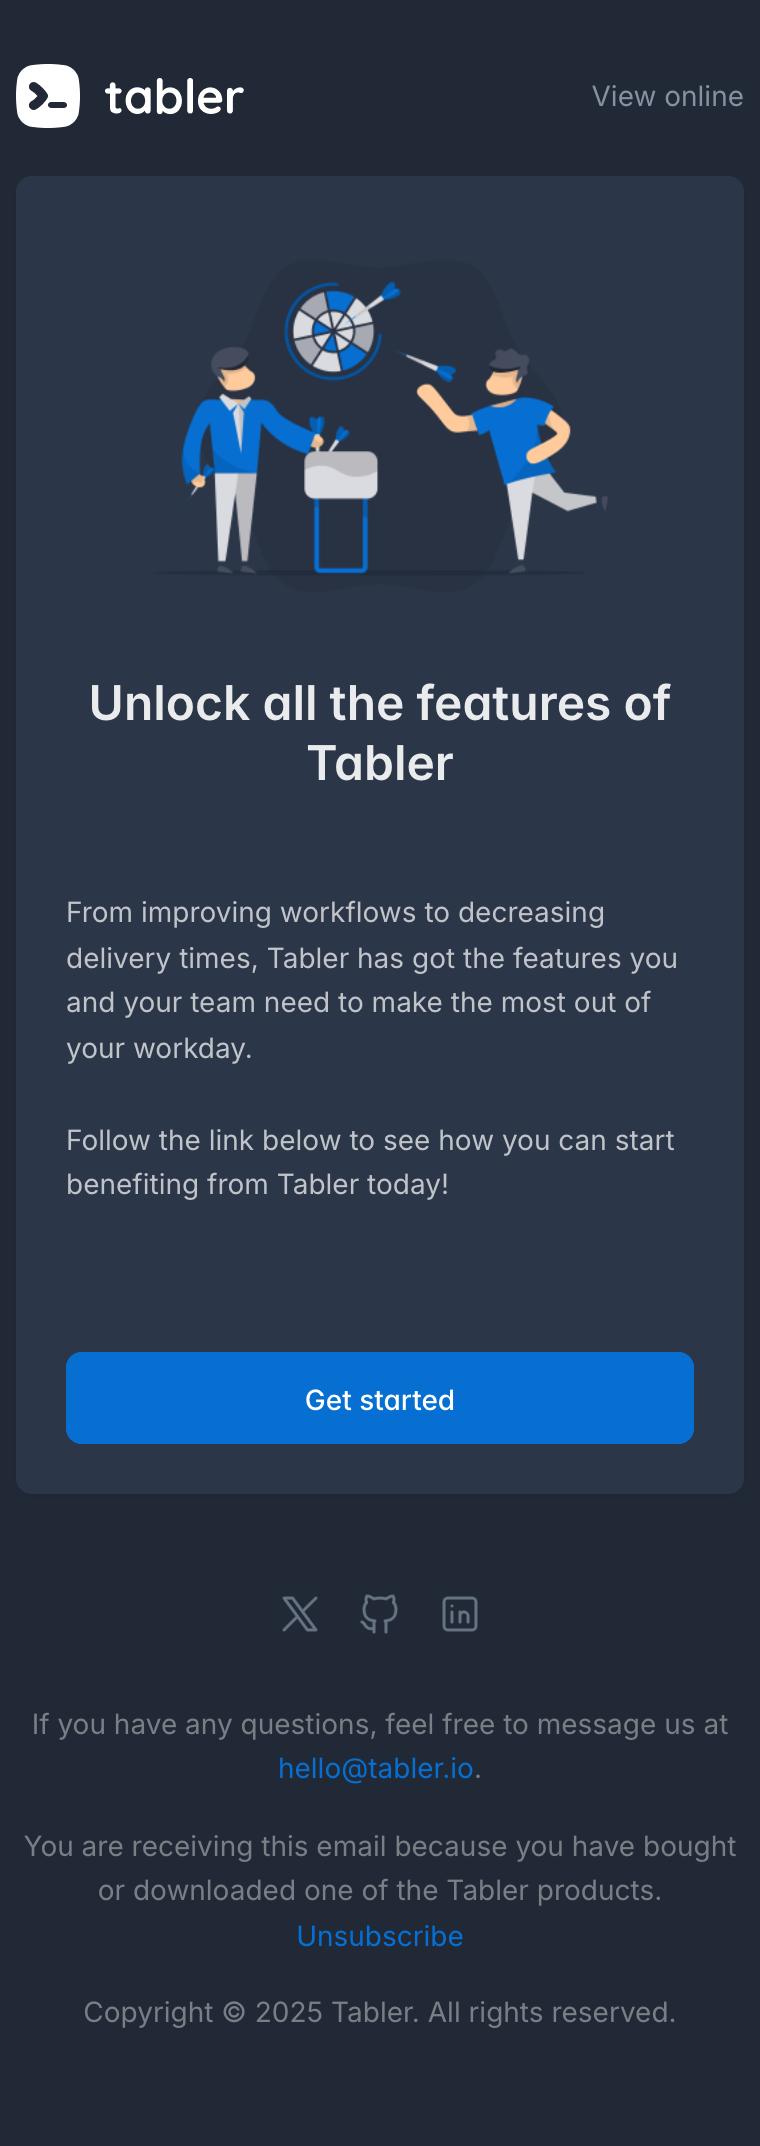 tabler
View online
Unlock all the features of
Tabler
From improving workflows to decreasing
delivery times, Tabler has got the features you
and your team need to make the most out of
your workday.
Follow the link below to see how you can start
benefiting from Tabler today!
Get started
If you have any questions, feel free to message us at
hello@tabler.io.
You are receiving this email because you have bought
or downloaded one of the Tabler products.
Unsubscribe
Copyright © 2025 Tabler. All rights reserved.